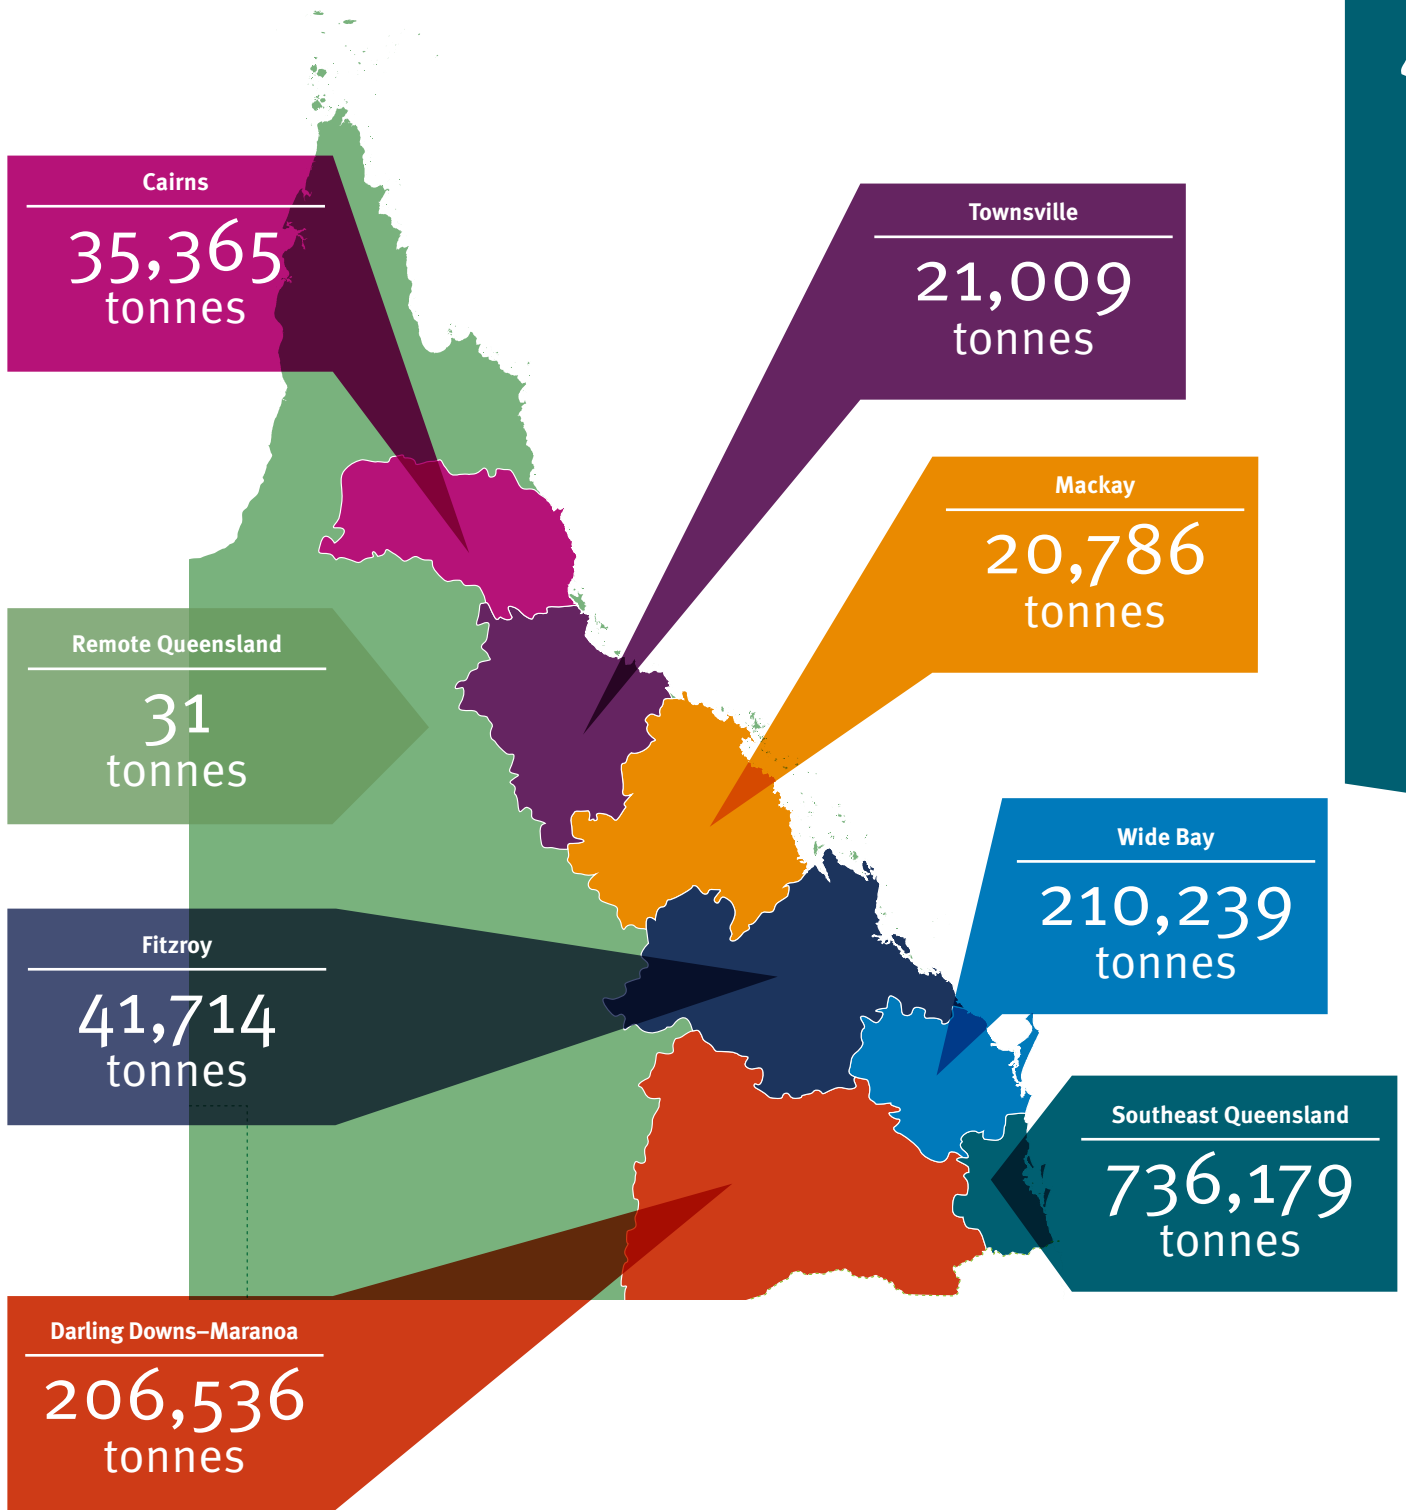 Cairns
35,365
tonnes
Townsville
21,009
tonnes
Mackay
20,786
tonnes
Remote Queensland
31
tonnes
Wide Bay
210,239
tonnes
Fitzroy
41,714
tonnes
Southeast Queensland
736,179
tonnes
Darling Downs–Maranoa
206,536
tonnes